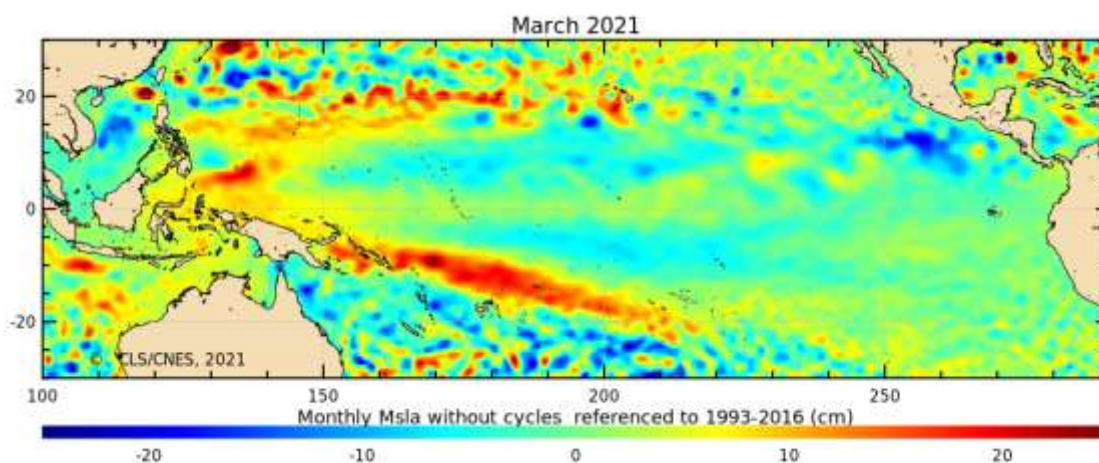 March 2021
20
0
-20
© CLS/CNES, 2021
100 150 200 250
Monthly Msla without cycles referenced to 1993-2016 (cm)
-20 -10 0 10 20